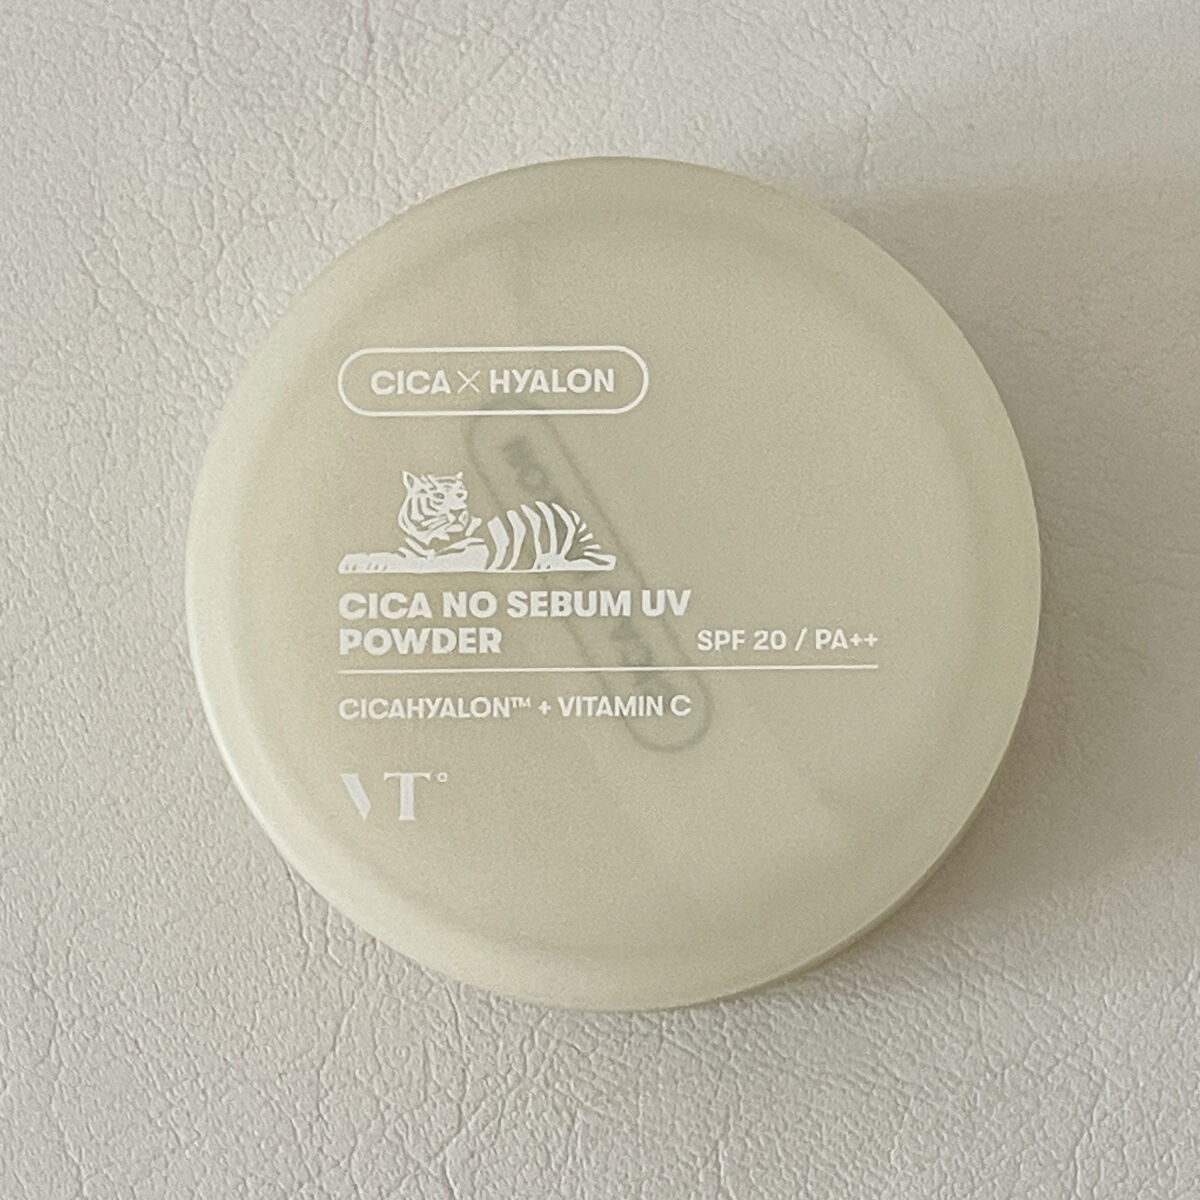 CICA×HYALON
CICA NO SEBUM UV
POWDER
SPF 20 / PA++
CICAHYALON™ + VITAMIN C
VT